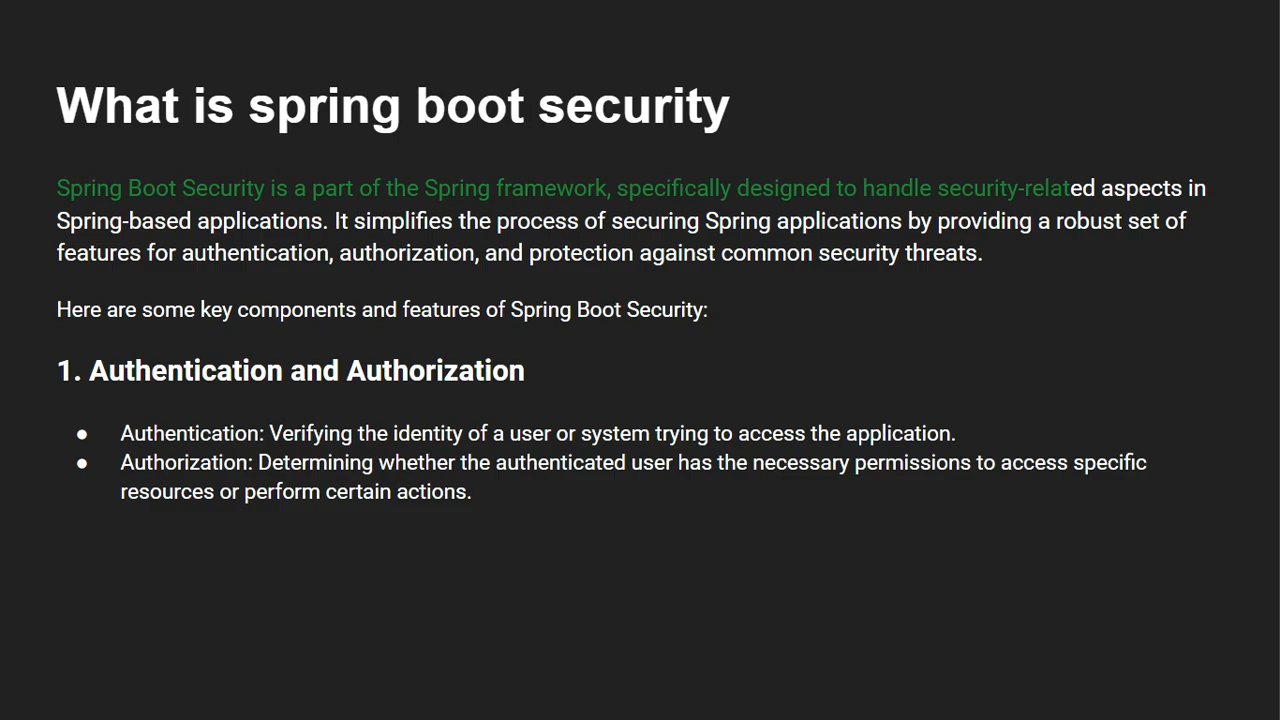 What is spring boot security
Spring Boot Security is a part of the Spring framework, specifically designed to handle security-related aspects in
Spring-based applications. It simplifies the process of securing Spring applications by providing a robust set of
features for authentication, authorization, and protection against common security threats.
Here are some key components and features of Spring Boot Security:
1. Authentication and Authorization
● Authentication: Verifying the identity of a user or system trying to access the application.
● Authorization: Determining whether the authenticated user has the necessary permissions to access specific
resources or perform certain actions.